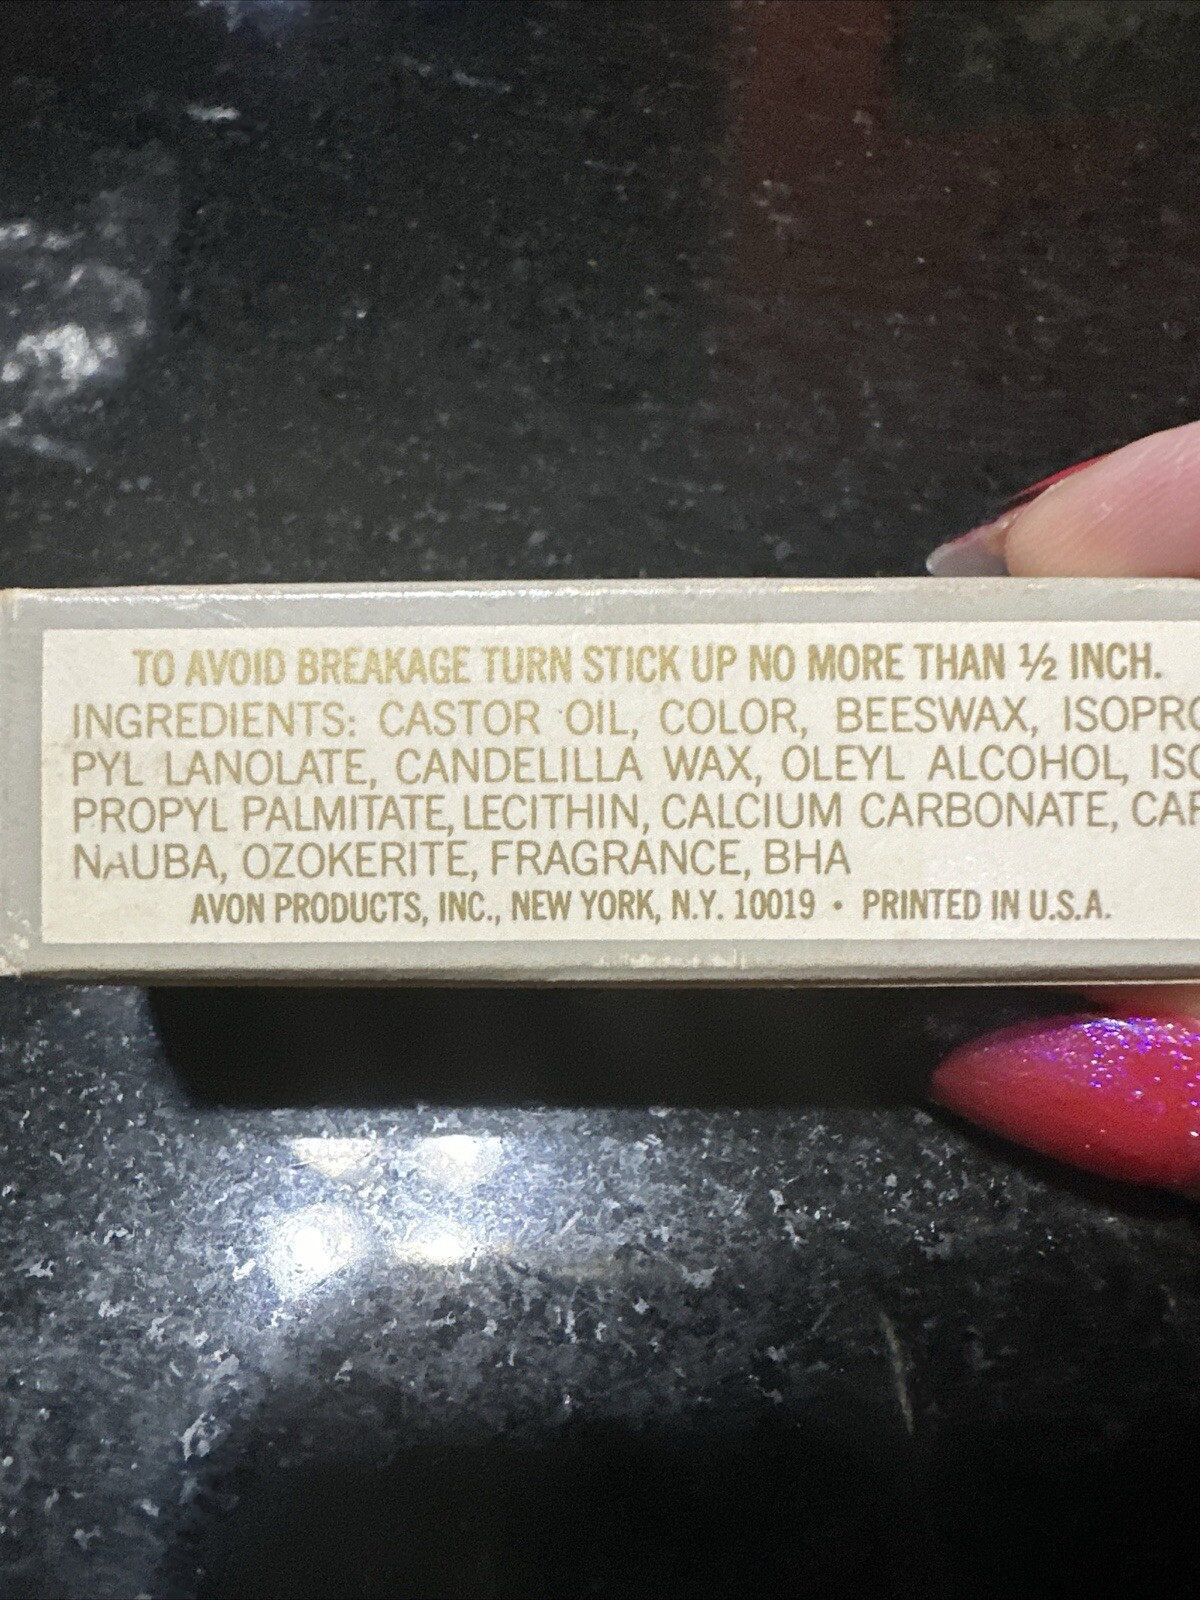 TO AVOID BREAKAGE TURN STICK UP NO MORE THAN ½ INCH.
INGREDIENTS: CASTOR OIL, COLOR, BEESWAX, ISOPRO
PYL LANOLATE, CANDELILLA WAX, OLEYL ALCOHOL, ISO
PROPYL PALMITATE, LECITHIN, CALCIUM CARBONATE, CAR
NAUBA, OZOKERITE, FRAGRANCE, BHA
AVON PRODUCTS, INC., NEW YORK, N.Y. 10019 • PRINTED IN U.S.A.